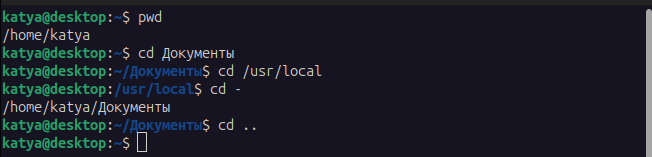 katya@desktop:~$ pwd
/home/katya
katya@desktop:~$ cd Документы
katya@desktop:~/Документы$ cd /usr/local
katya@desktop:/usr/local$ cd -
/home/katya/Документы
katya@desktop:~/Документы$ cd ..
katya@desktop:~$